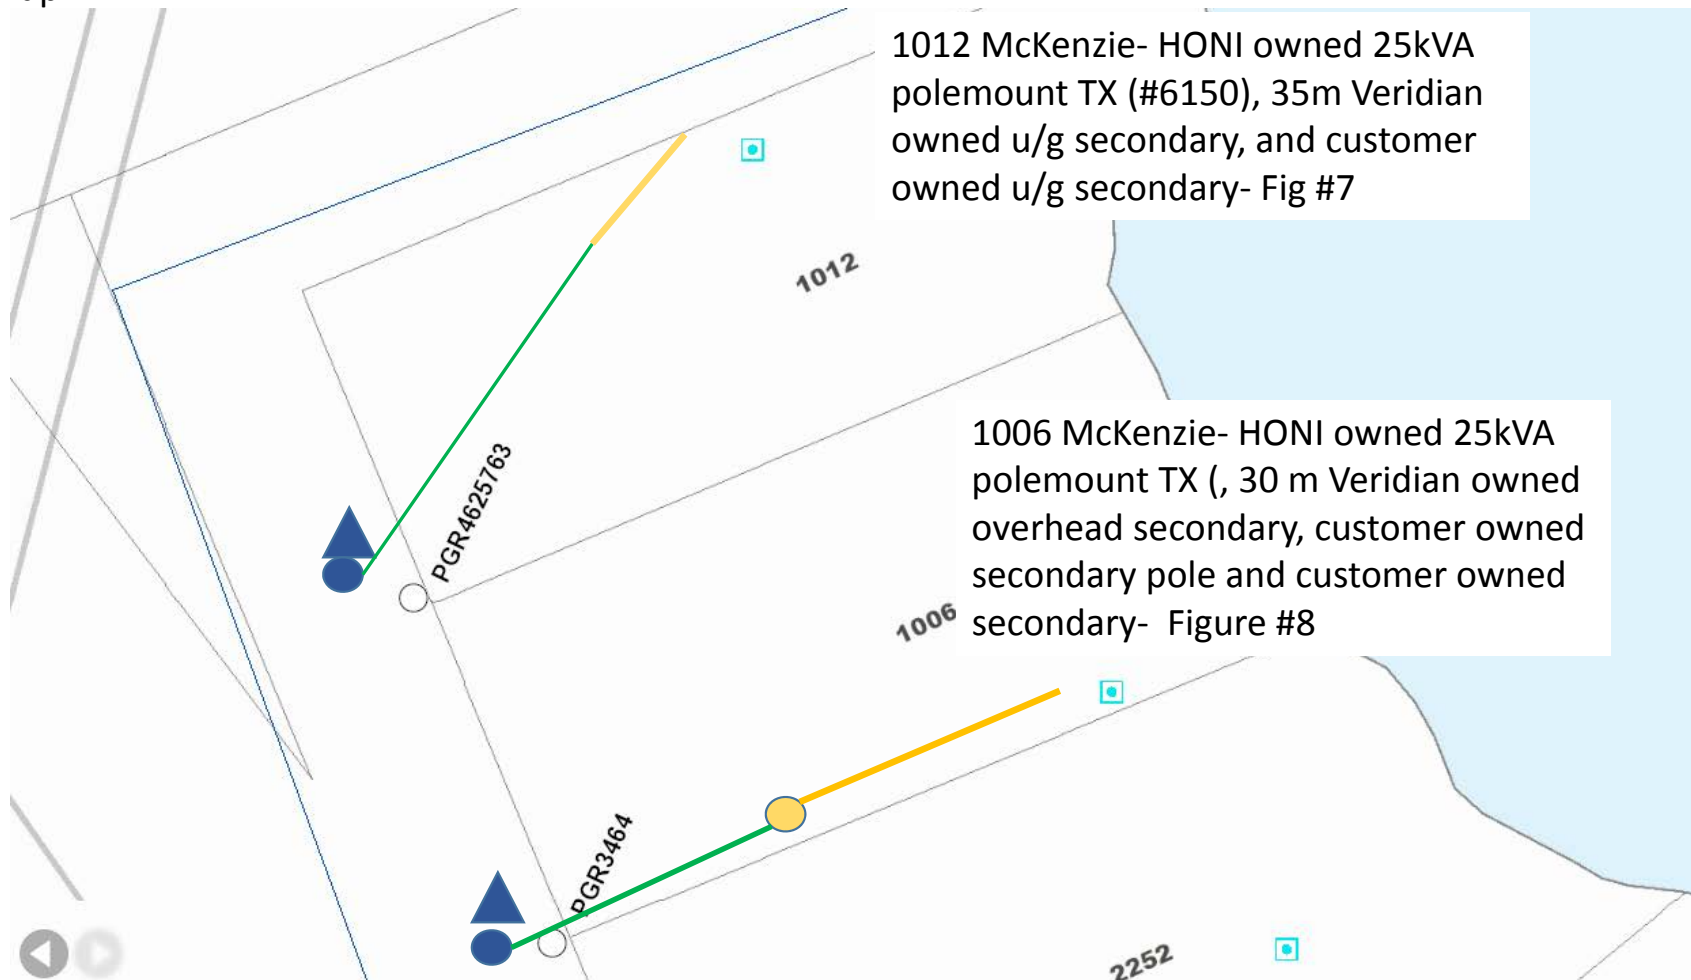 1012 McKenzie- HONI owned 25kVA
polemount TX (#6150), 35m Veridian
owned u/g secondary, and customer
owned u/g secondary- Fig #7
1012
1006 McKenzie- HONI owned 25kVA
polemount TX (, 30 m Veridian owned
overhead secondary, customer owned
secondary pole and customer owned
secondary-  Figure #8
PGR4625763
1006
PGR3464
2252